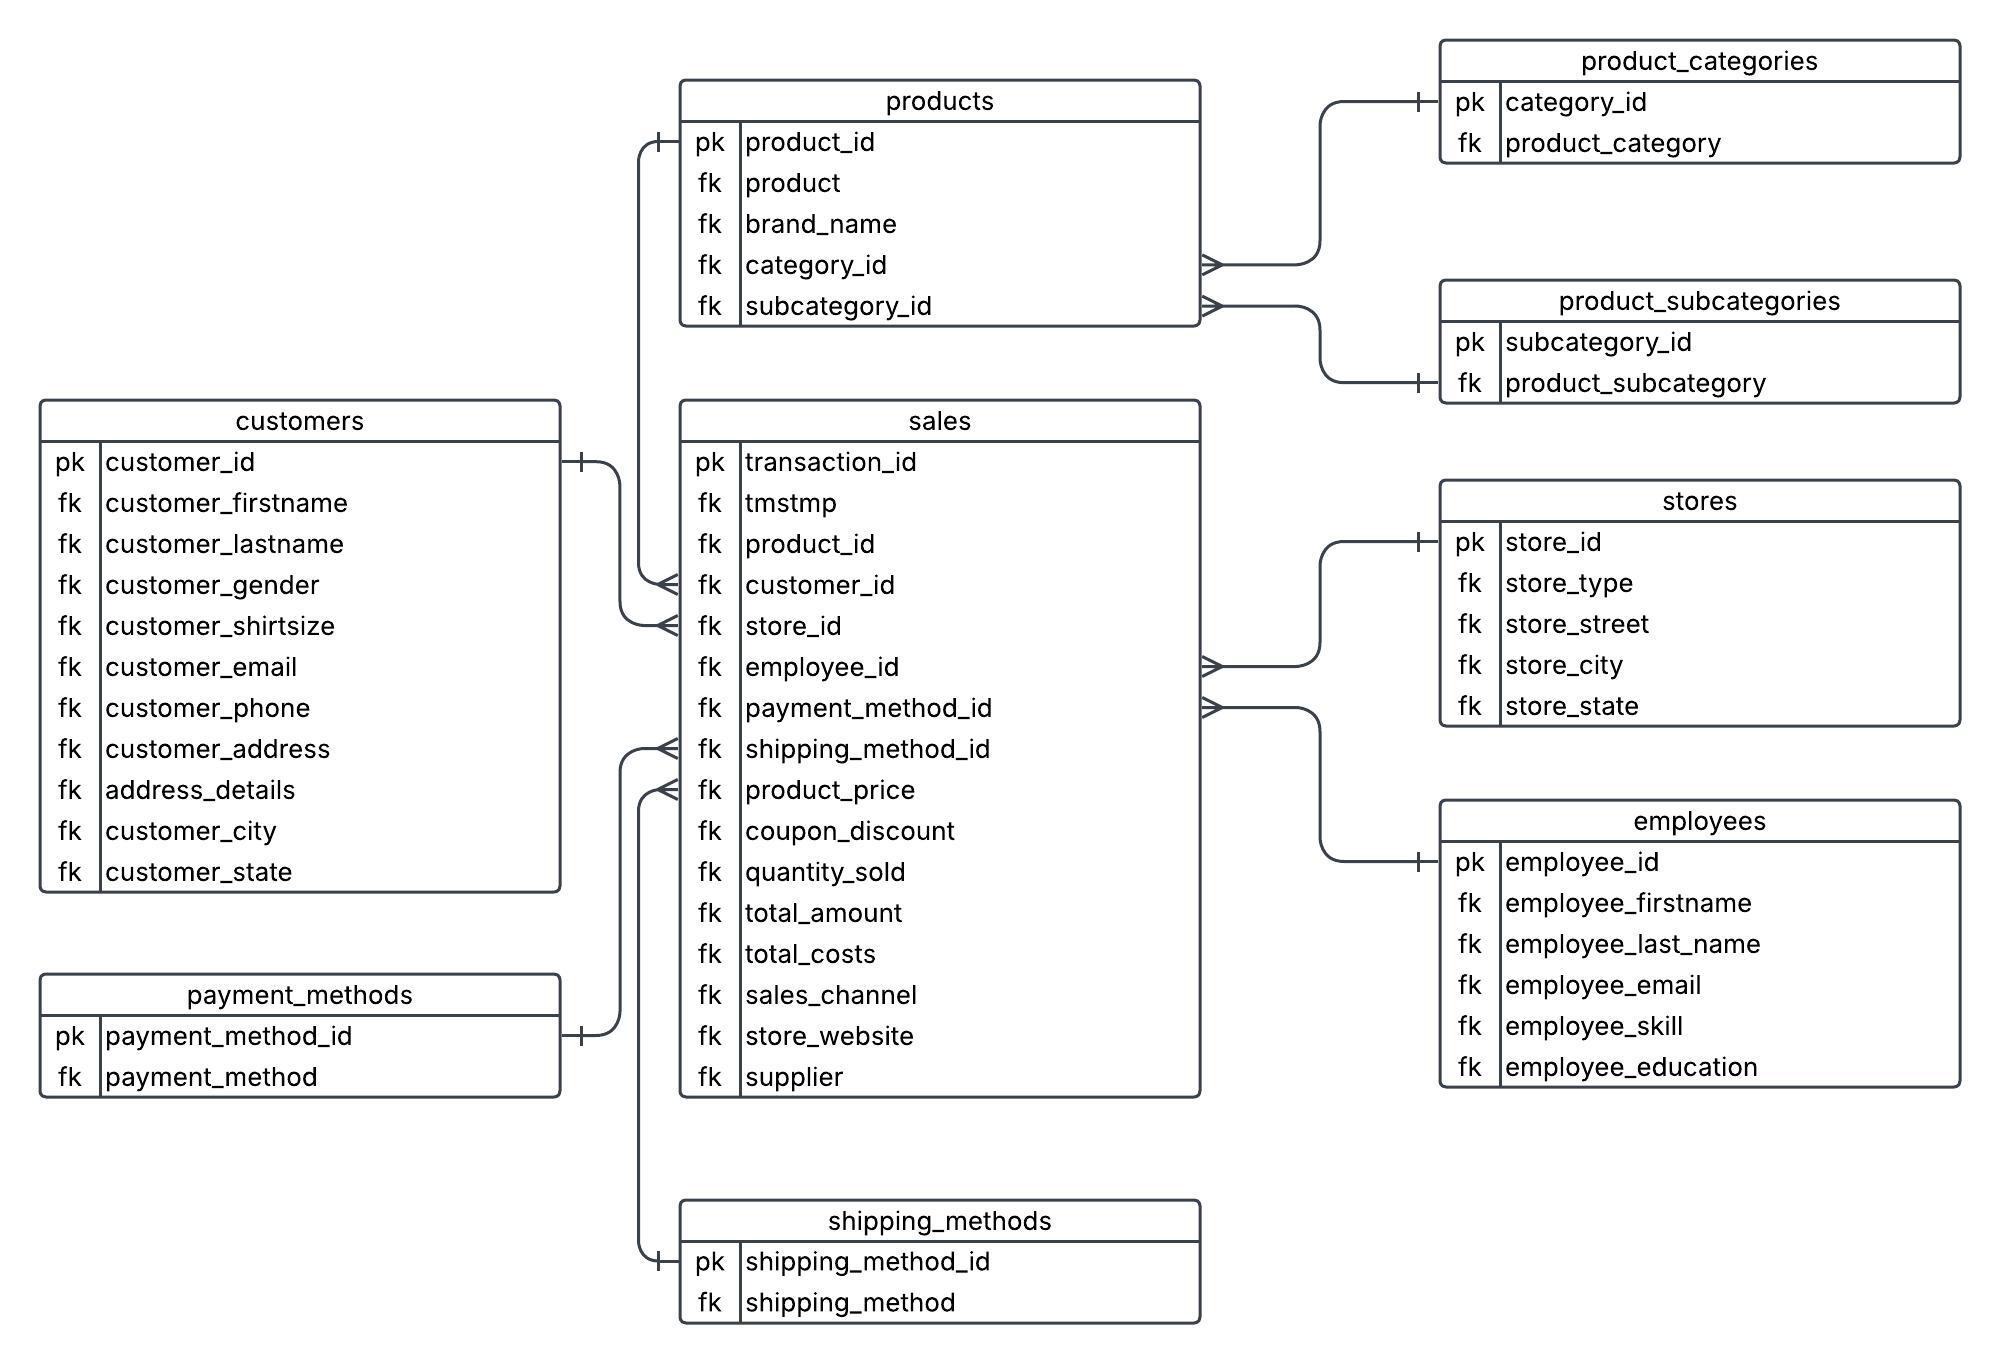 product_categories
pk category_id
fk product_category
products
pk product_id
fk product
fk brand_name
fk category_id
fk subcategory_id
product_subcategories
pk subcategory_id
fk product_subcategory
customers
pk customer_id
fk customer_firstname
fk customer_lastname
fk customer_gender
fk customer_shirtsize
fk customer_email
fk customer_phone
fk customer_address
fk address_details
fk customer_city
fk customer_state
sales
pk transaction_id
fk tmstmp
fk product_id
fk customer_id
fk store_id
fk employee_id
fk payment_method_id
fk shipping_method_id
fk product_price
fk coupon_discount
fk quantity_sold
fk total_amount
fk total_costs
fk sales_channel
fk store_website
fk supplier
stores
pk store_id
fk store_type
fk store_street
fk store_city
fk store_state
employees
pk employee_id
fk employee_firstname
fk employee_last_name
fk employee_email
fk employee_skill
fk employee_education
payment_methods
pk payment_method_id
fk payment_method
shipping_methods
pk shipping_method_id
fk shipping_method